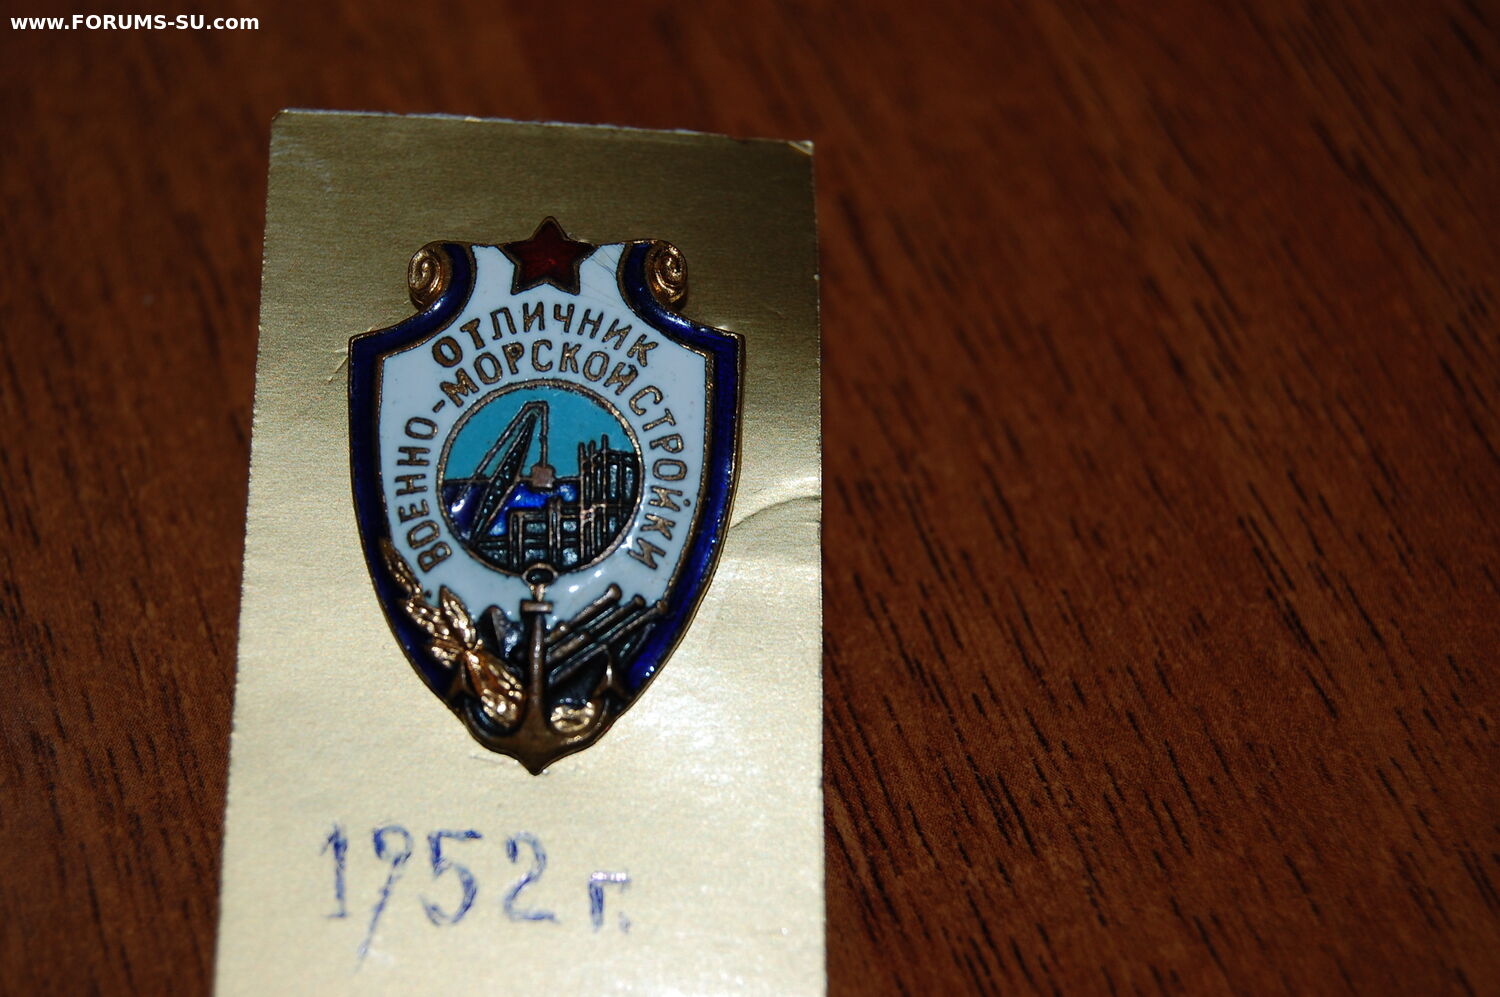 www.FORUMS-SU.com
ОТЛИЧНИК
ВОЕННО-МОРСКОЙ СТРОЙКИ
1952 г.